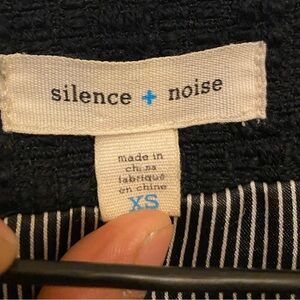 silence + noise
made in
china
fabriqué
en chine
XS